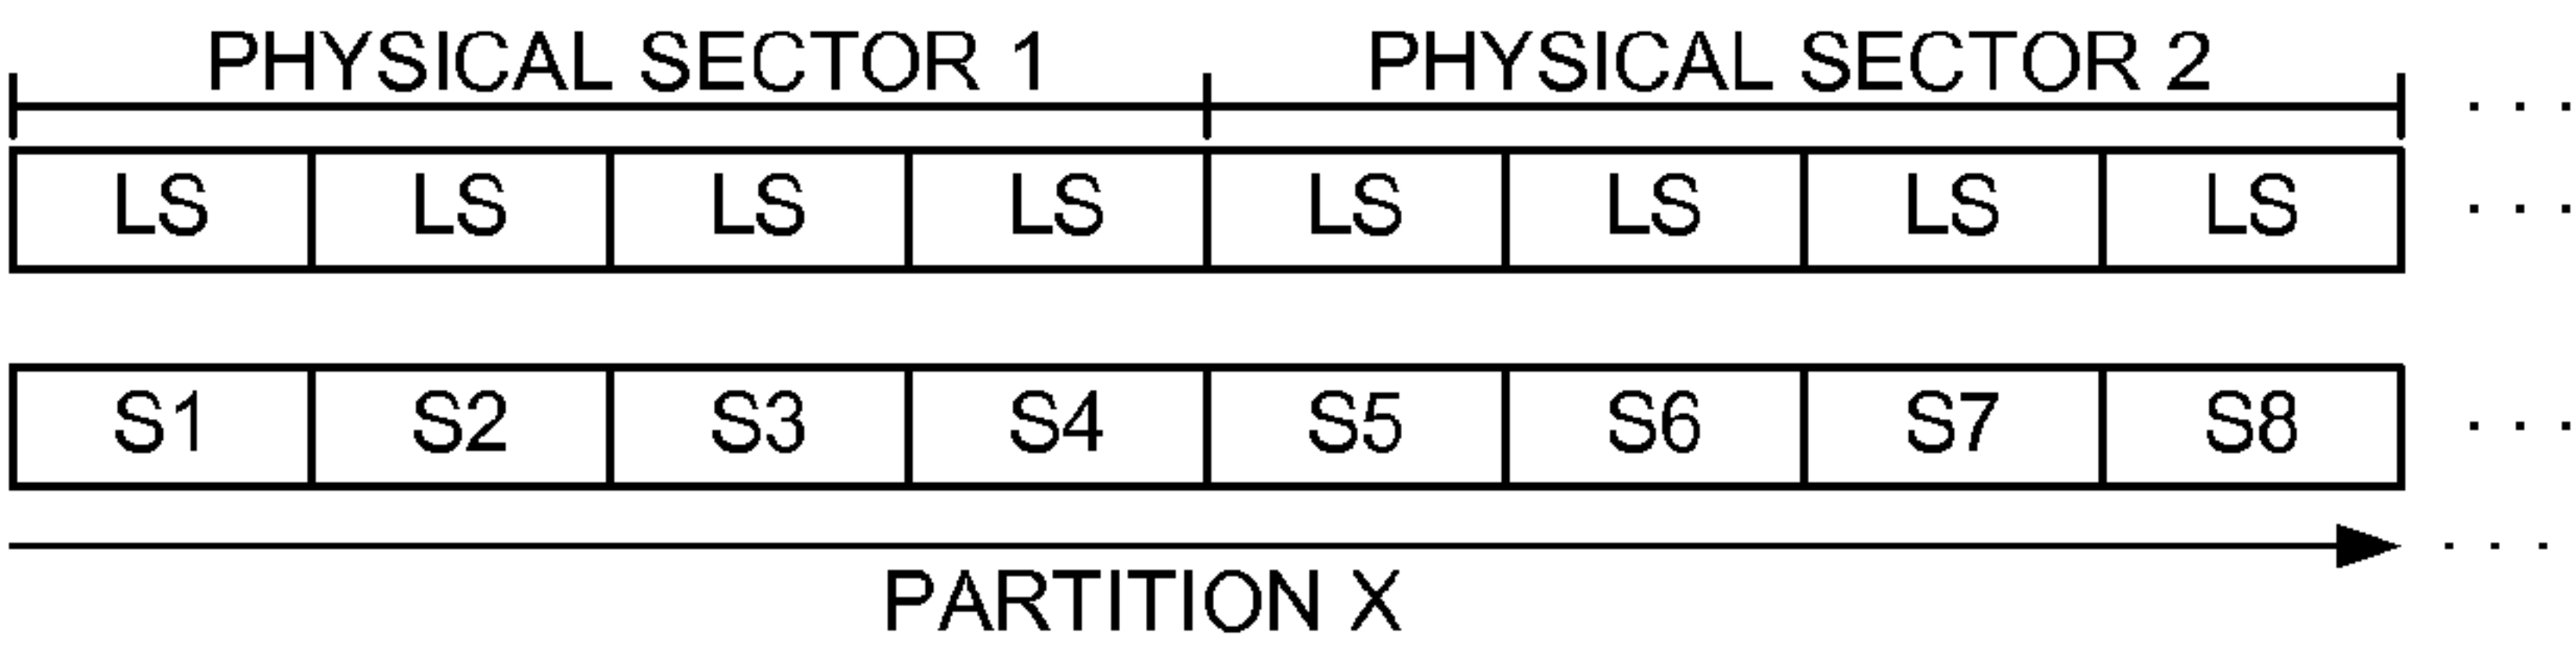 PHYSICAL SECTOR 1 PHYSICAL SECTOR 2 . . .
LS LS LS LS LS LS LS LS . . .
S1 S2 S3 S4 S5 S6 S7 S8 . . .
. . .
PARTITION X